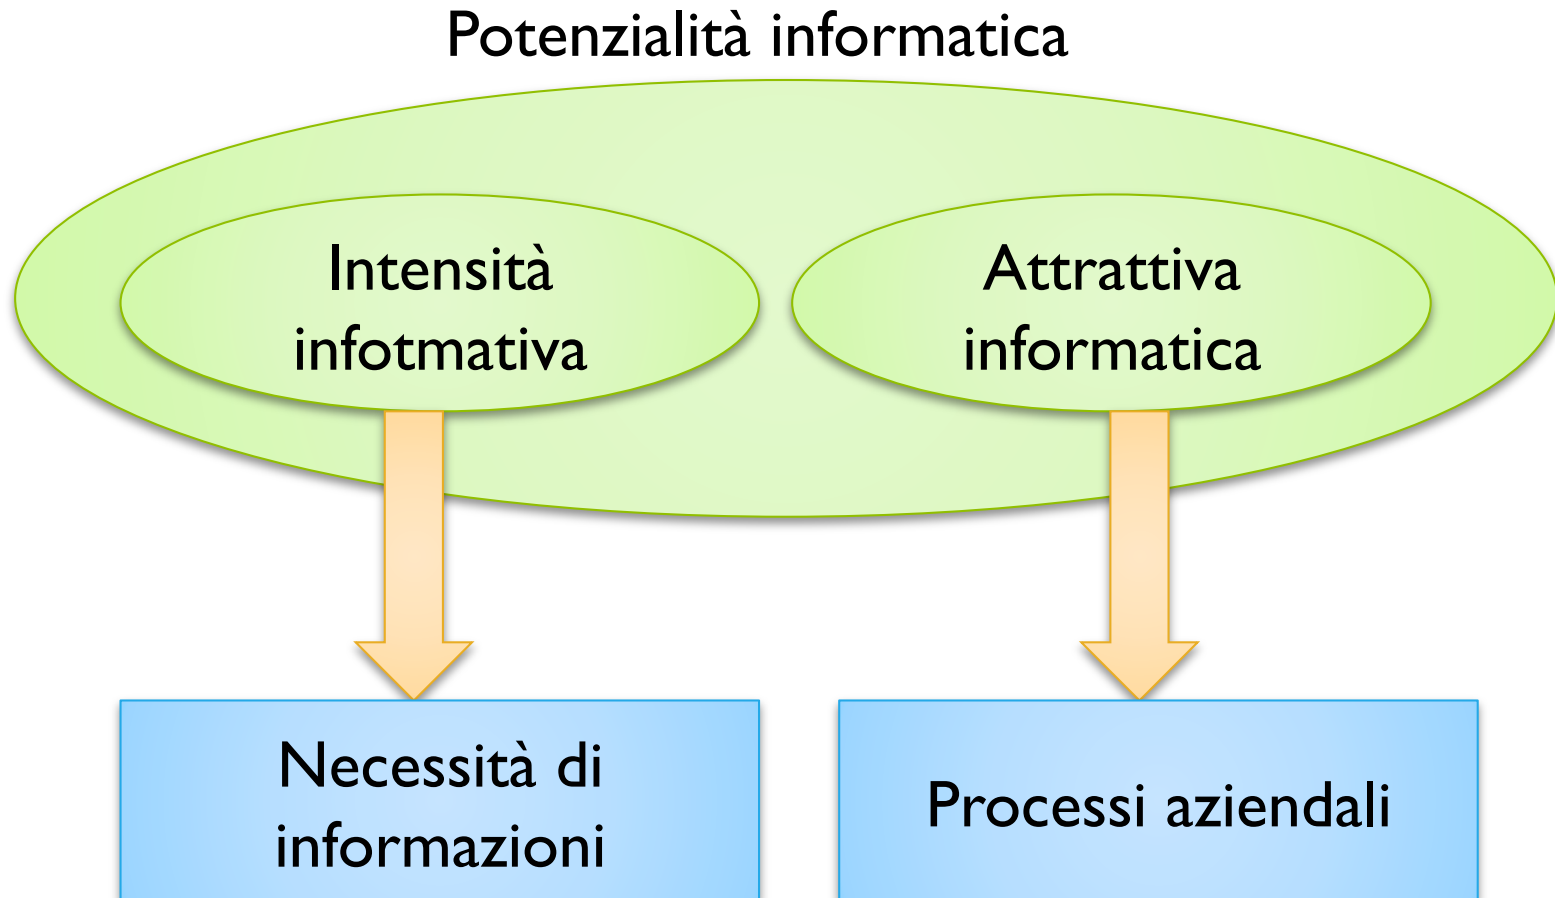 Potenzialità informatica
Intensità
infotmativa
Attrattiva
informatica
Necessità di
informazioni
Processi aziendali